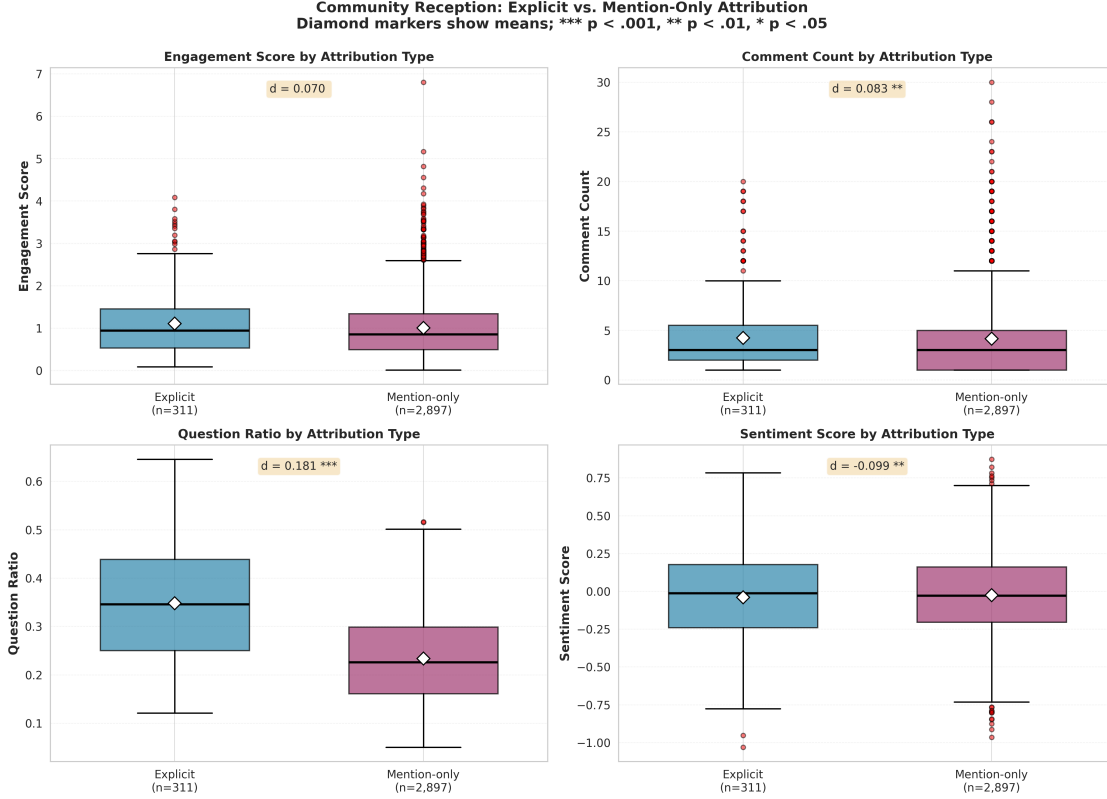 Community Reception: Explicit vs. Mention-Only Attribution
Diamond markers show means; *** p < .001, ** p < .01, * p < .05
Engagement Score by Attribution Type
d = 0.070
Engagement Score
7
6
5
4
3
2
1
0
Explicit
(n=311)
Mention-only
(n=2,897)
Comment Count by Attribution Type
d = 0.083 **
Comment Count
30
25
20
15
10
5
0
Explicit
(n=311)
Mention-only
(n=2,897)
Question Ratio by Attribution Type
d = 0.181 ***
Question Ratio
0.6
0.5
0.4
0.3
0.2
0.1
Explicit
(n=311)
Mention-only
(n=2,897)
Sentiment Score by Attribution Type
d = -0.099 **
Sentiment Score
0.75
0.50
0.25
0.00
−0.25
−0.50
−0.75
−1.00
Explicit
(n=311)
Mention-only
(n=2,897)